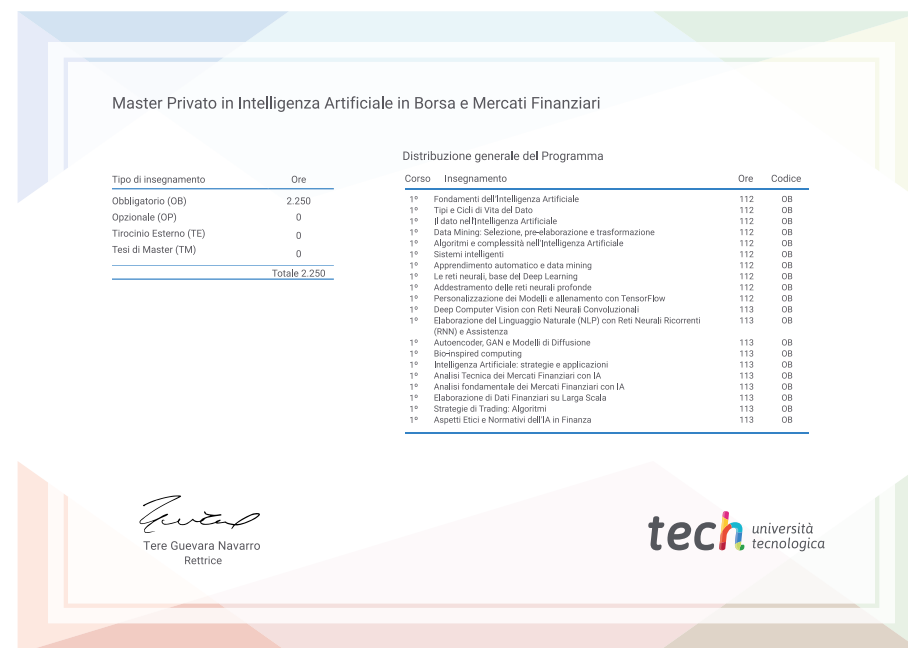 Master Privato in Intelligenza Artificiale in Borsa e Mercati Finanziari
Tipo di insegnamento Ore
Obbligatorio (OB) 2.250
Opzionale (OP) 0
Tirocinio Esterno (TE) 0
Tesi di Master (TM) 0
Totale 2.250
Distribuzione generale del Programma
Corso Insegnamento Ore Codice
1º Fondamenti dell'Intelligenza Artificiale 112 OB
1º Tipi e Cicli di Vita del Dato 112 OB
1º Il dato nell'Intelligenza Artificiale 112 OB
1º Data Mining: Selezione, pre-elaborazione e trasformazione 112 OB
1º Algoritmi e complessità nell'Intelligenza Artificiale 112 OB
1º Sistemi intelligenti 112 OB
1º Apprendimento automatico e data mining 112 OB
1º Le reti neurali, base del Deep Learning 112 OB
1º Addestramento delle reti neurali profonde 112 OB
1º Personalizzazione dei Modelli e allenamento con TensorFlow 112 OB
1º Deep Computer Vision con Reti Neurali Convoluzionali 113 OB
1º Elaborazione del Linguaggio Naturale (NLP) con Reti Neurali Ricorrenti 113 OB
(RNN) e Assistenza
1º Autoencoder, GAN e Modelli di Diffusione 113 OB
1º Bio-inspired computing 113 OB
1º Intelligenza Artificiale: strategie e applicazioni 113 OB
1º Analisi Tecnica dei Mercati Finanziari con IA 113 OB
1º Analisi fondamentale dei Mercati Finanziari con IA 113 OB
1º Elaborazione di Dati Finanziari su Larga Scala 113 OB
1º Strategie di Trading: Algoritmi 113 OB
1º Aspetti Etici e Normativi dell'IA in Finanza 113 OB
Tere Guevara Navarro
Rettrice
tech università
tecnologica